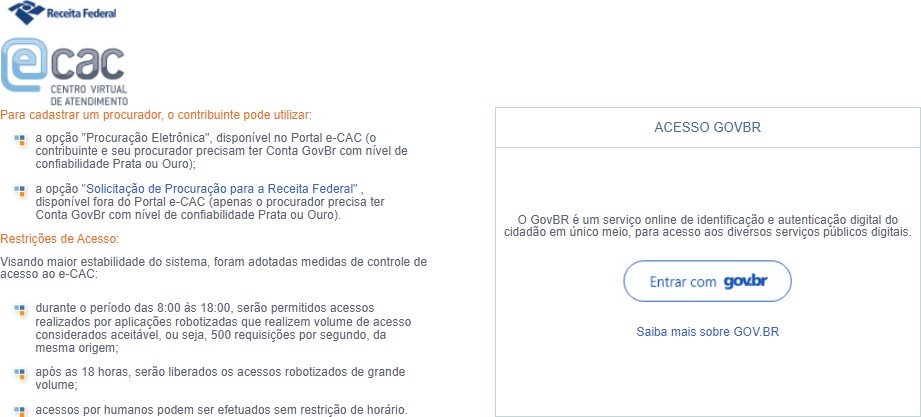 Receita Federal
e cac
CENTRO VIRTUAL
DE ATENDIMENTO
Para cadastrar um procurador, o contribuinte pode utilizar:
a opção "Procuração Eletrônica", disponível no Portal e-CAC (o
contribuinte e seu procurador precisam ter Conta GovBr com nível de
confiabilidade Prata ou Ouro);
a opção "Solicitação de Procuração para a Receita Federal" ,
disponível fora do Portal e-CAC (apenas o procurador precisa ter
Conta GovBr com nível de confiabilidade Prata ou Ouro).
Restrições de Acesso:
Visando maior estabilidade do sistema, foram adotadas medidas de controle de
acesso ao e-CAC:
durante o período das 8:00 às 18:00, serão permitidos acessos
realizados por aplicações robotizadas que realizem volume de acesso
considerados aceitável, ou seja, 500 requisições por segundo, da
mesma origem;
após as 18 horas, serão liberados os acessos robotizados de grande
volume;
acessos por humanos podem ser efetuados sem restrição de horário.
ACESSO GOVBR
O GovBR é um serviço online de identificação e autenticação digital do
cidadão em único meio, para acesso aos diversos serviços públicos digitais.
Entrar com gov.br
Saiba mais sobre GOV.BR